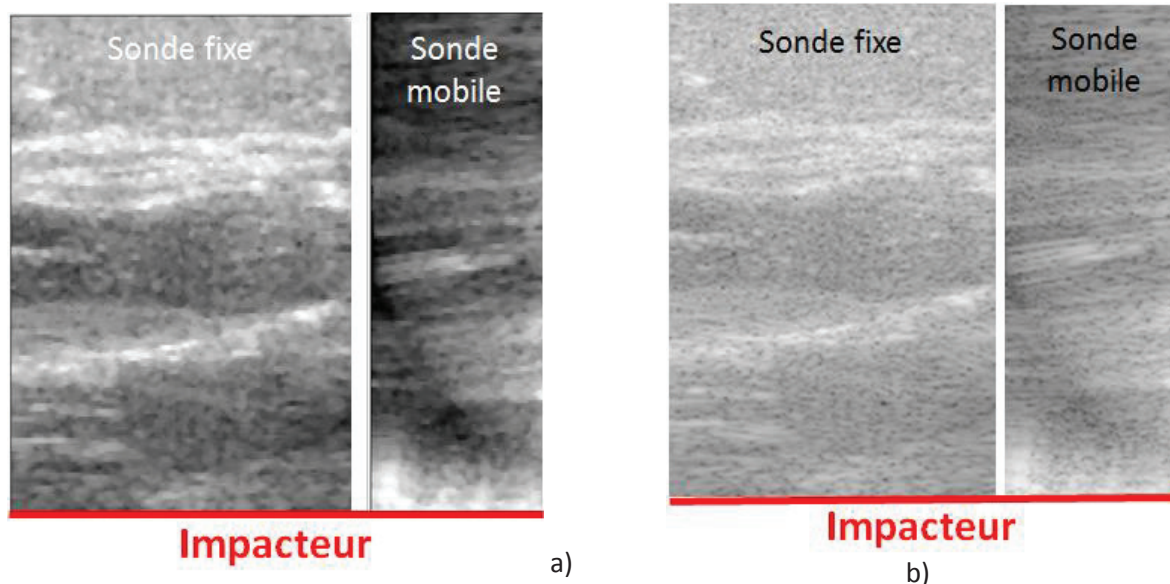 Sonde fixe
Sonde
mobile
Impacteur
a)
Sonde fixe
Sonde
mobile
Impacteur
b)